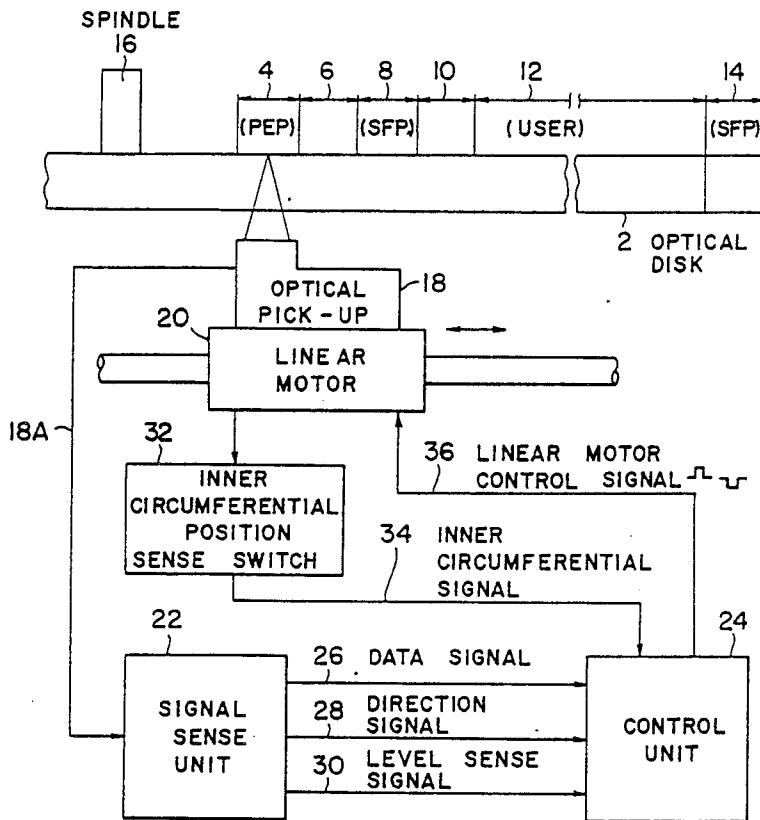 SPINDLE
16
4 6 8 10 12 14
(PEP) (SFP) (USER) (SFP)
2 OPTICAL
DISK
OPTICAL
PICK-UP
18
20
LINEAR
MOTOR
18A
32
INNER
CIRCUMFERENTIAL
POSITION
SENSE SWITCH
36 LINEAR MOTOR
CONTROL SIGNAL
34 INNER
CIRCUMFERENTIAL
SIGNAL
22
SIGNAL
SENSE
UNIT
26 DATA SIGNAL
28 DIRECTION
SIGNAL
30 LEVEL SENSE
SIGNAL
24
CONTROL
UNIT